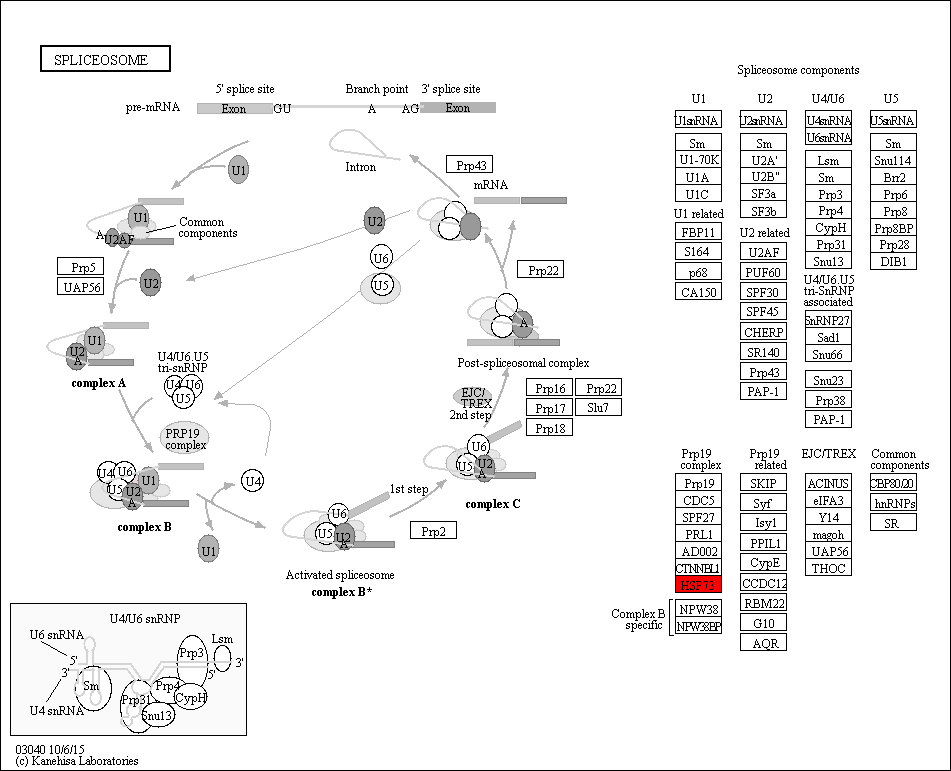 SPLICEOSOME
5' splice site
Branch point
3' splice site
pre-mRNA
Exon
GU
A
AG
Exon
Intron
Prp43
mRNA
U1
U1
A
U2AF
Common
components
U2
U6
U5
Prp5
UAP56
U2
Prp22
A
U1
U2
A
complex A
U4/U6.U5
tri-snRNP
U4
U6
U5
Post-spliceosomal complex
EJC/
TREX
2nd step
Prp16
Prp22
Prp17
Slu7
Prp18
PRP19
complex
U4
U6
U5
U1
U2
A
complex B
U4
U1
U6
U5
U2
A
complex C
1st step
U6
U5
U2
A
Prp2
Activated spliceosome
complex B*
U4/U6 snRNP
U6 snRNA
5'
3'
U4 snRNA
Sm
Prp3
Lsm
3'
5'
Prp4
Prp31
CypH
Snu13
03040 10/6/15
(c) Kanehisa Laboratories
Spliceosome components
U1
U1snRNA
Sm
U1-70K
U1A
U1C
U1 related
FBP11
S164
p68
CA150
U2
U2snRNA
Sm
U2A'
U2B"
SF3a
SF3b
U2 related
U2AF
PUF60
SPF30
SPF45
CHERP
SR140
Prp43
PAP-1
U4/U6
U4snRNA
U6snRNA
Lsm
Sm
Prp3
Prp4
CypH
Prp31
Snu13
U4/U6.U5
tri-SnRNP
associated
SnRNP27
Sad1
Snu66
Snu23
Prp38
PAP-1
U5
U5snRNA
Sm
Snu114
Brr2
Prp6
Prp8
Prp8BP
Prp28
DIB1
Prp19
complex
Prp19
CDC5
SPF27
PRL1
AD002
CTNNBL1
HSP73
Complex B
specific
NPW38
NPW38BP
Prp19
related
SKIP
Syf
Isy1
PPIL1
CypE
CCDC12
RBM22
G10
AQR
EJC/TREX
ACINUS
eIFA3
Y14
magoh
UAP56
THOC
Common
components
CBP80/20
hnRNPs
SR